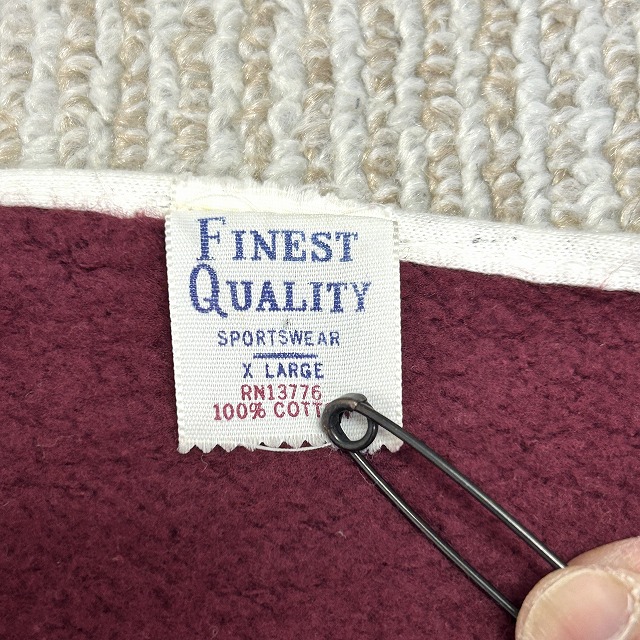 FINEST
QUALITY
SPORTSWEAR
X LARGE
RN13776
100% COTT